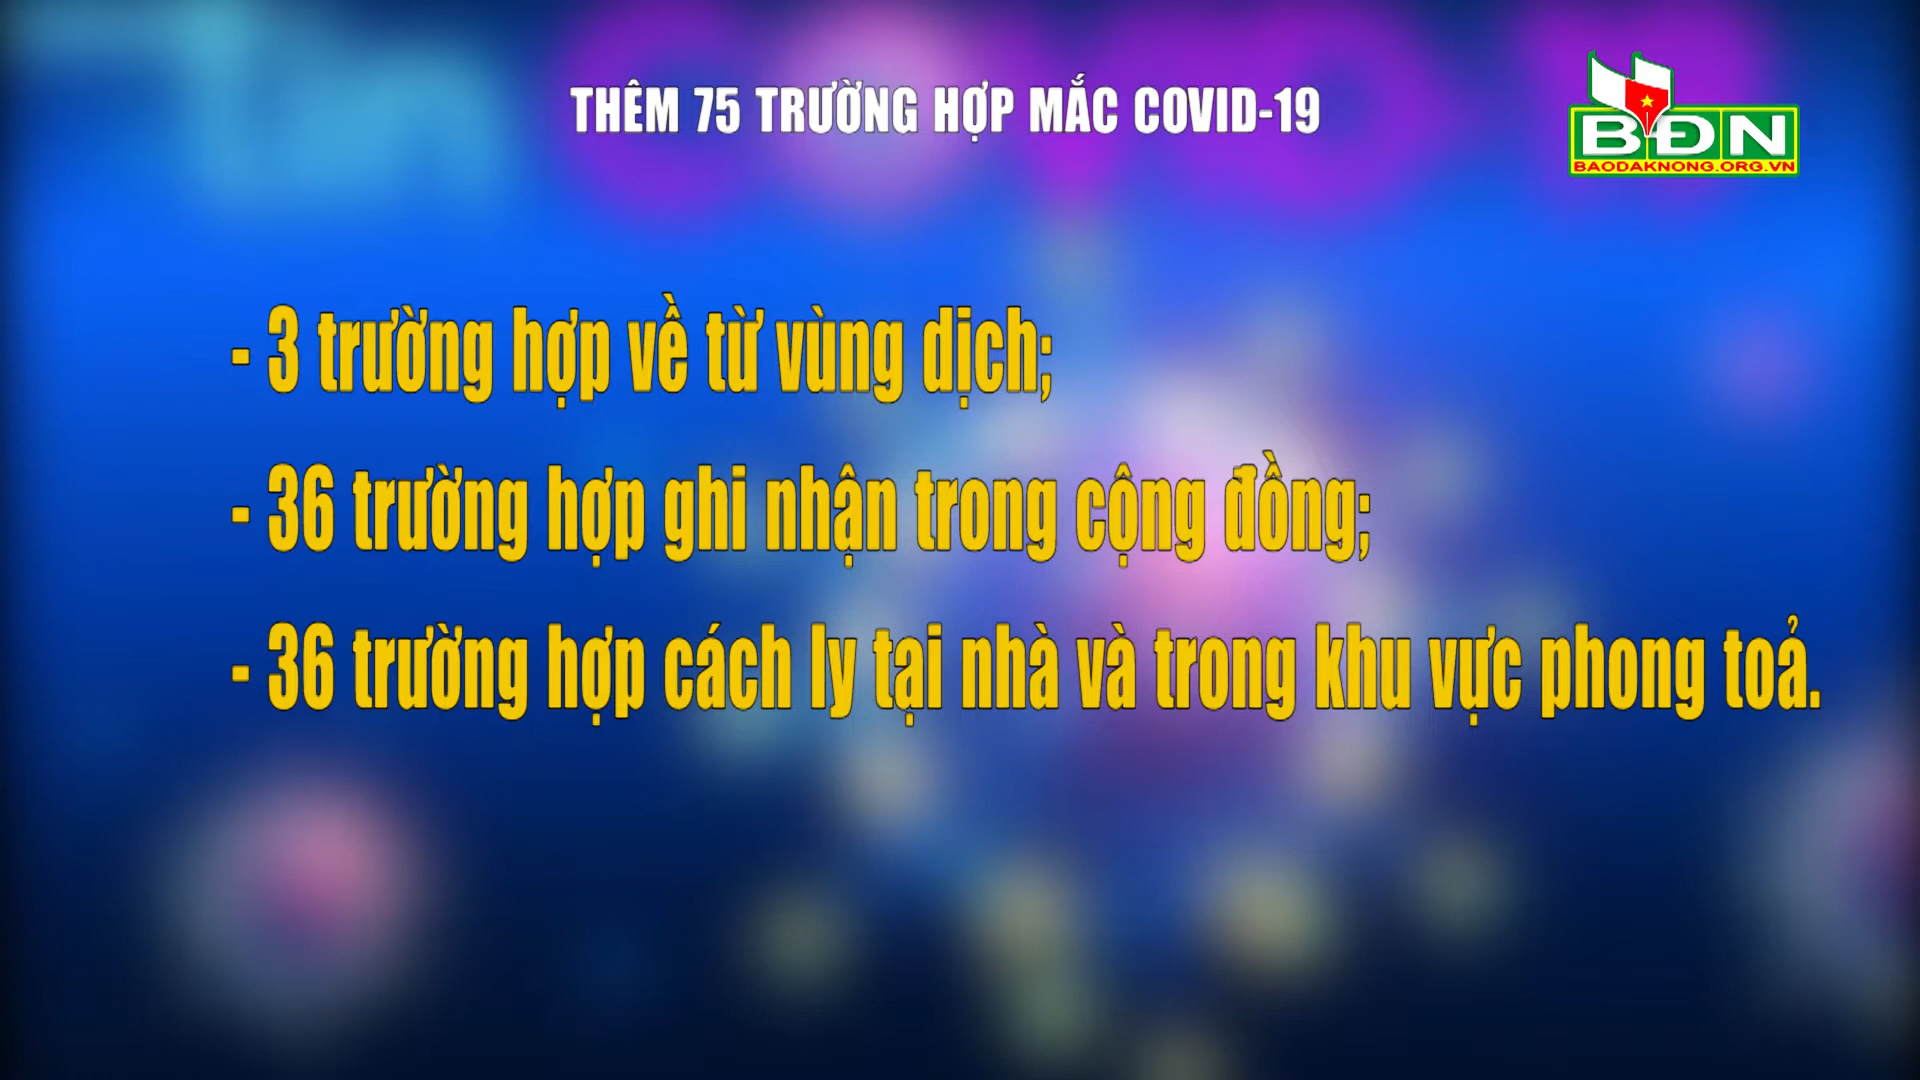 THÊM 75 TRƯỜNG HỢP MẮC COVID-19
BĐN
BAODAKNONG.ORG.VN
- 3 trường hợp về từ vùng dịch;
- 36 trường hợp ghi nhận trong cộng đồng;
- 36 trường hợp cách ly tại nhà và trong khu vực phong toả.